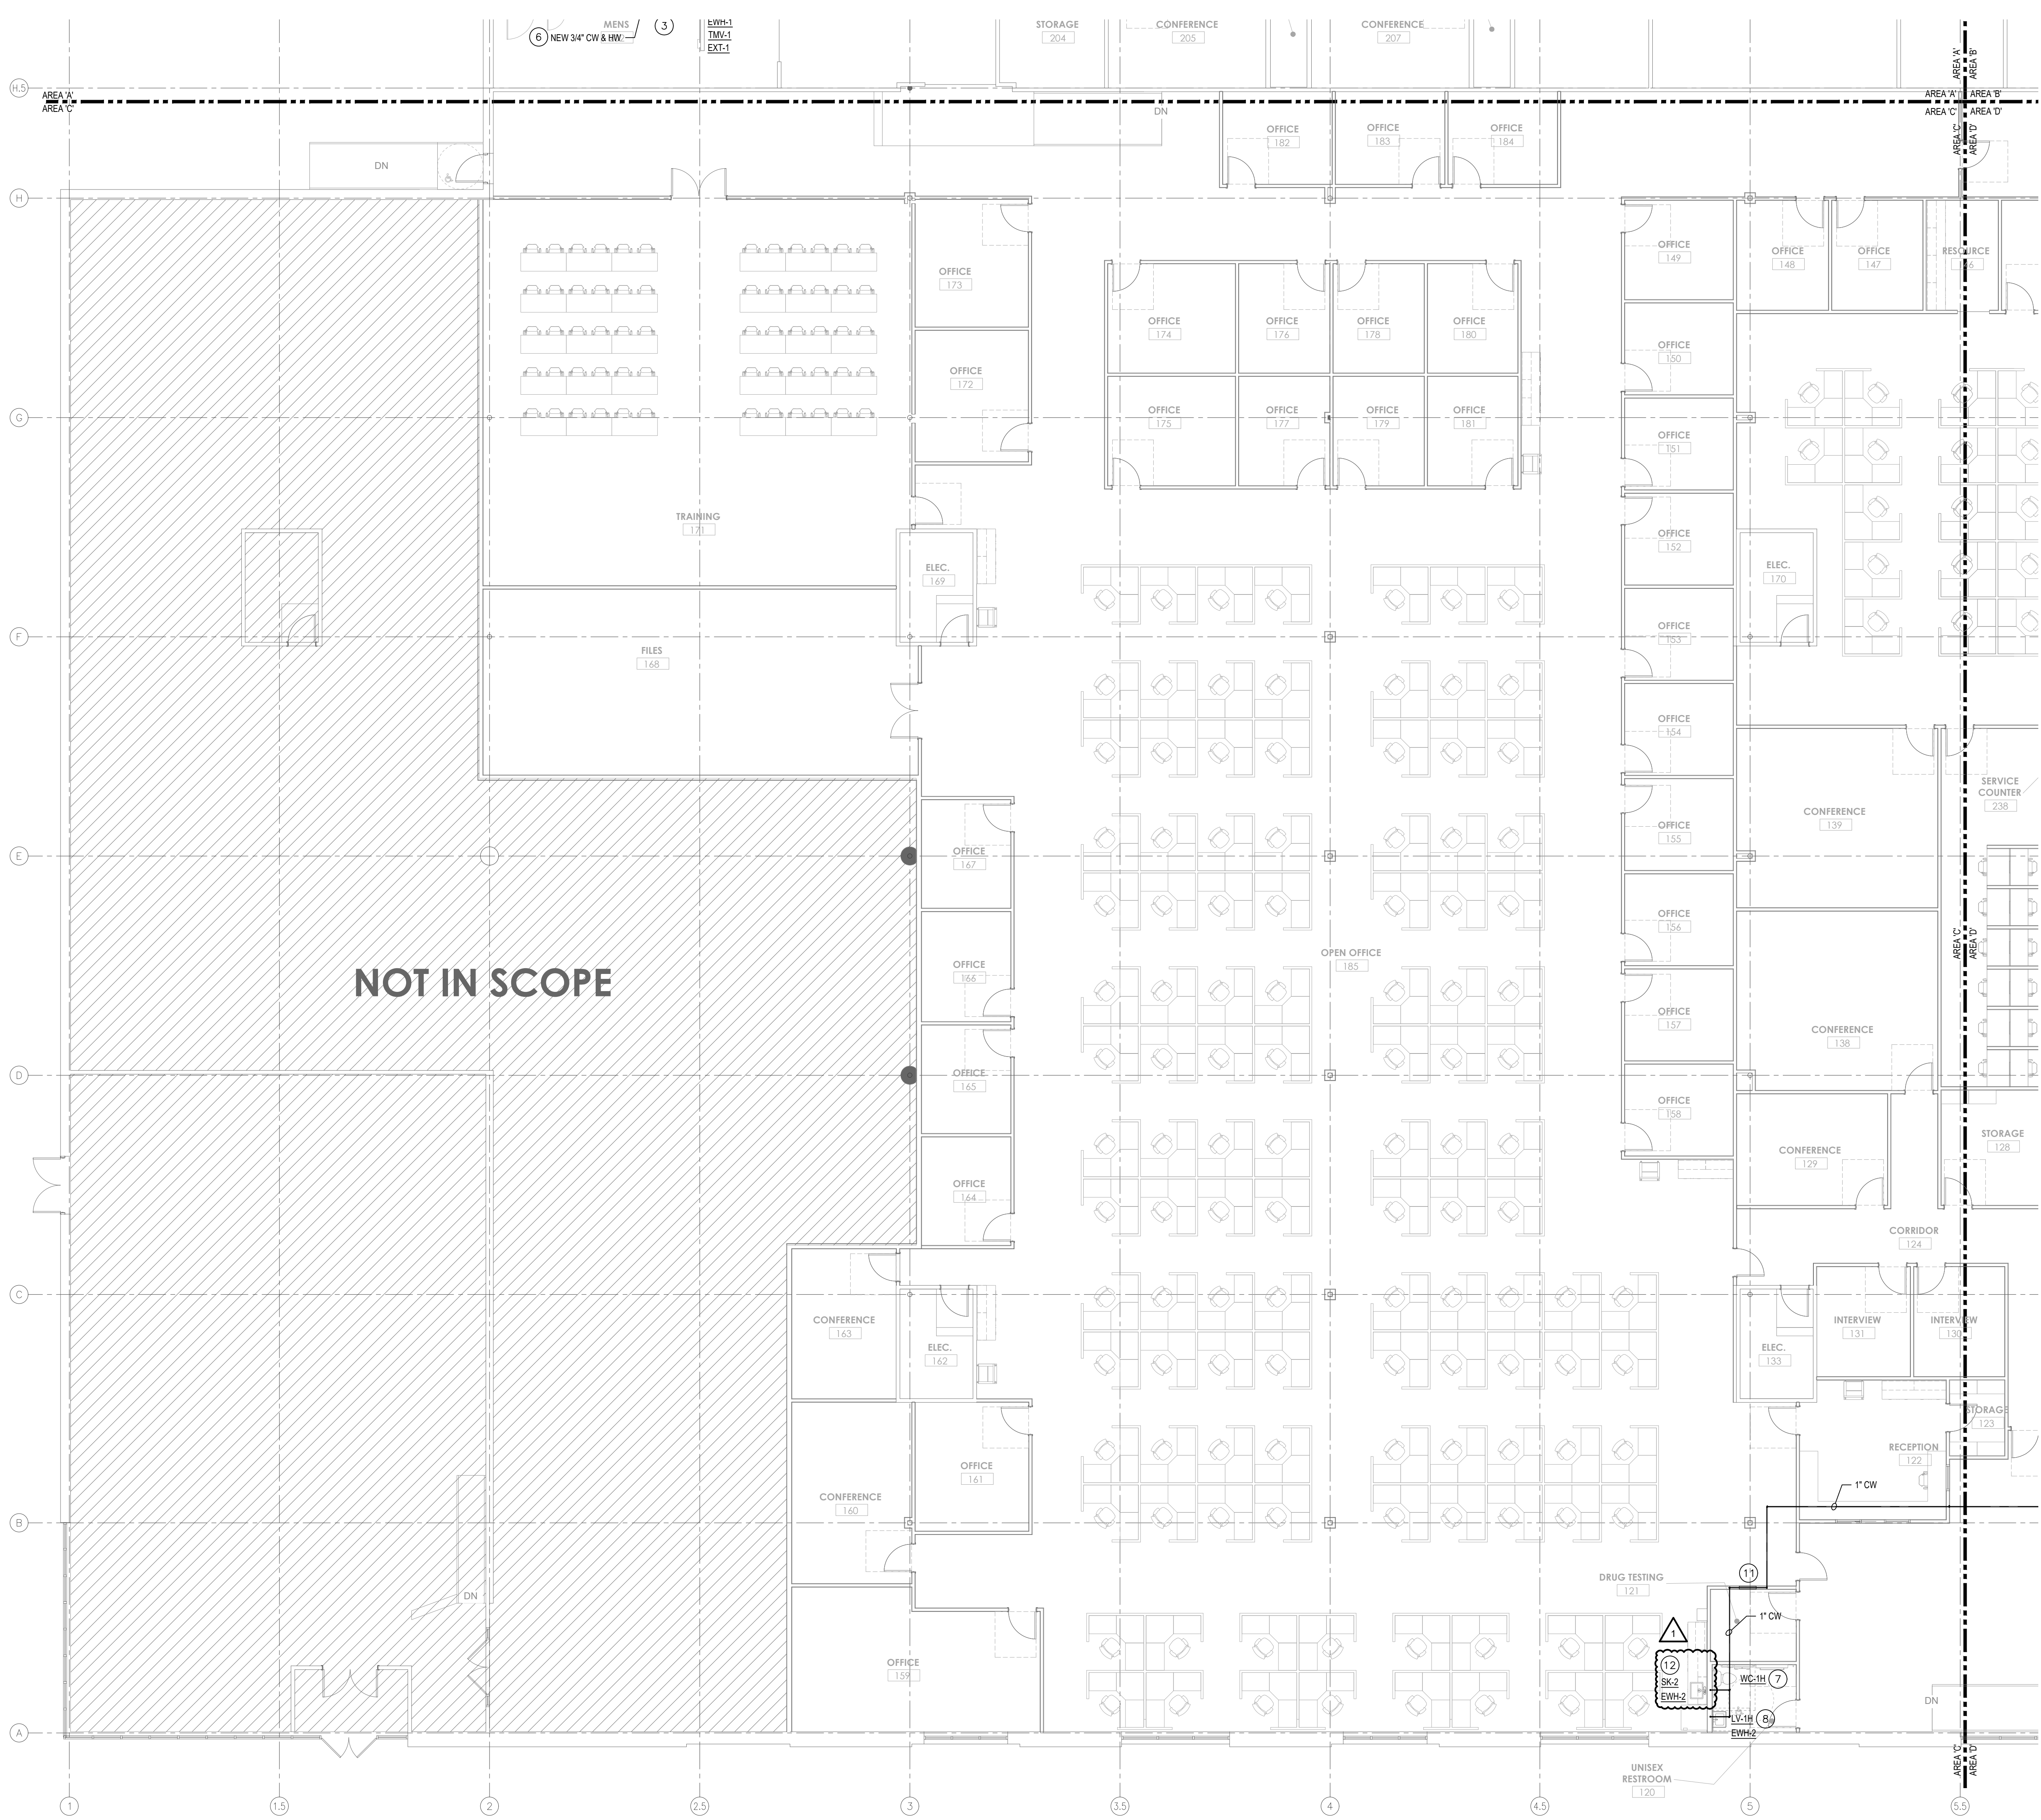 MENS
6 NEW 3/4" CW & HW
3
EWH-1
TMV-1
EXT-1
STORAGE
204
CONFERENCE
205
CONFERENCE
207
AREA 'A'
AREA 'B'
H.5
AREA 'A'
AREA 'C'
AREA 'A'
AREA 'B'
AREA 'C'
AREA 'D'
AREA 'C'
AREA 'D'
DN
DN
OFFICE
182
OFFICE
183
OFFICE
184
H
OFFICE
173
OFFICE
149
OFFICE
148
OFFICE
147
RESOURCE
146
OFFICE
174
OFFICE
176
OFFICE
178
OFFICE
180
OFFICE
150
OFFICE
172
G
OFFICE
175
OFFICE
177
OFFICE
179
OFFICE
181
OFFICE
151
TRAINING
171
OFFICE
152
ELEC.
169
ELEC.
170
F
FILES
168
OFFICE
153
OFFICE
154
SERVICE
COUNTER
238
CONFERENCE
139
E
OFFICE
167
OFFICE
155
OFFICE
156
NOT IN SCOPE
OFFICE
166
OPEN OFFICE
185
AREA 'C'
AREA 'D'
OFFICE
157
CONFERENCE
138
D
OFFICE
165
OFFICE
158
STORAGE
128
CONFERENCE
129
OFFICE
164
CORRIDOR
124
C
CONFERENCE
163
ELEC.
162
INTERVIEW
131
INTERVIEW
130
ELEC.
133
STORAGE
123
RECEPTION
122
OFFICE
161
1" CW
CONFERENCE
160
B
11
DRUG TESTING
121
DN
1" CW
1
12
SK-2
EWH-2
WC-1H 7
OFFICE
159
DN
LV-1H 8
EWH-2
A
AREA 'C'
AREA 'D'
UNISEX
RESTROOM
120
1
1.5
2
2.5
3
3.5
4
4.5
5
5.5